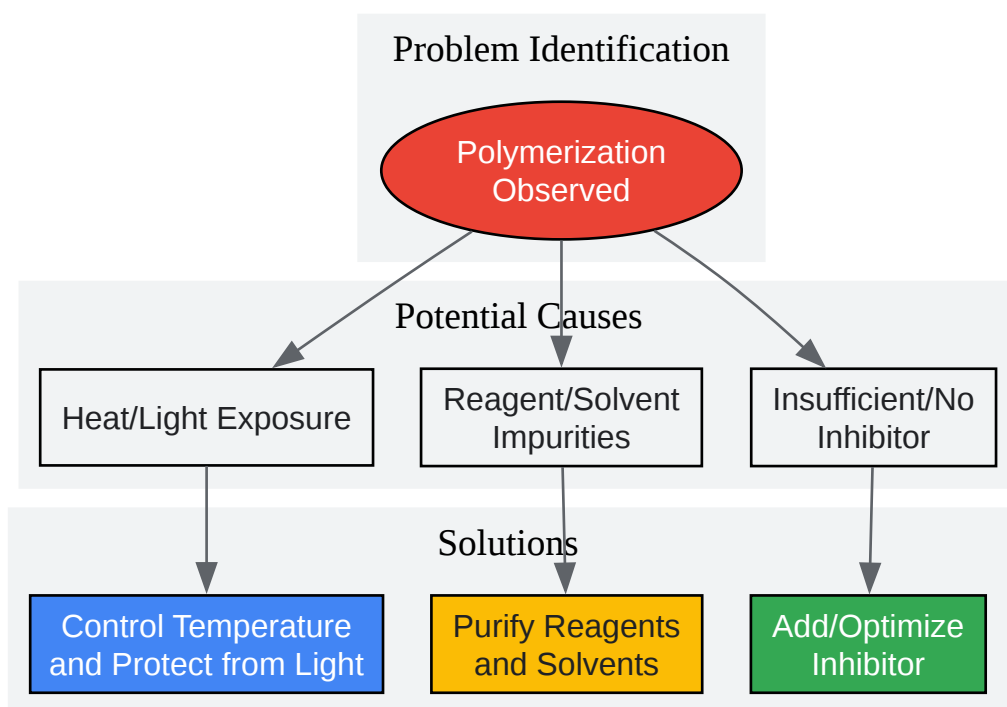 Problem Identification
Polymerization
Observed
Potential Causes
Heat/Light Exposure
Reagent/Solvent
Impurities
Insufficient/No
Inhibitor
Solutions
Control Temperature
and Protect from Light
Purify Reagents
and Solvents
Add/Optimize
Inhibitor